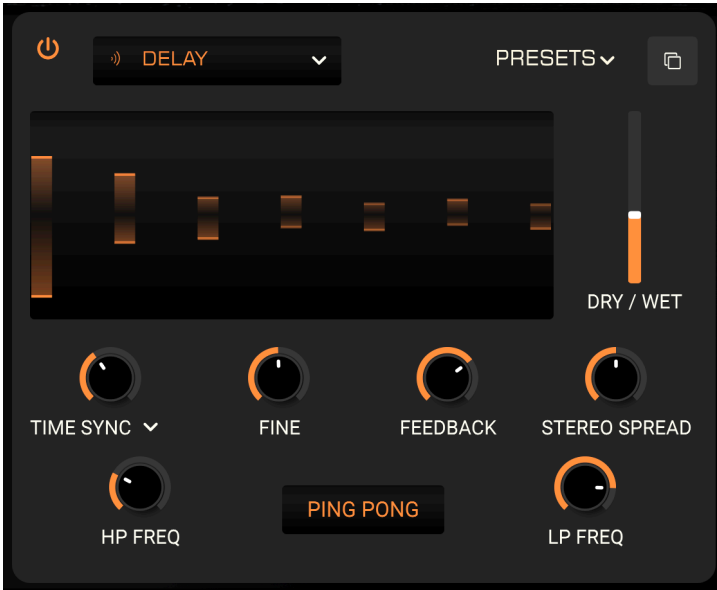 DELAY
PRESETS
DRY / WET
TIME SYNC
FINE
FEEDBACK
STEREO SPREAD
HP FREQ
PING PONG
LP FREQ